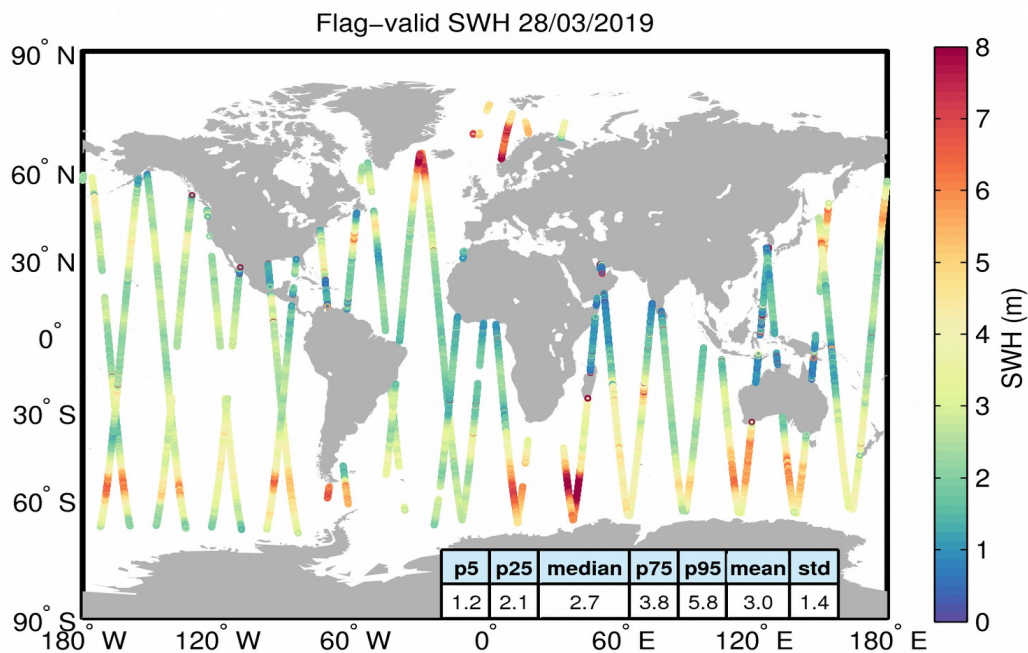 Flag–valid SWH 28/03/2019
90° N
60° N
30° N
0°
30° S
60° S
90° S
180° W
120° W
60° W
0°
60° E
120° E
180° E
8
7
6
5
4
3
2
1
0
SWH (m)
p5 p25 median p75 p95 mean std
1.2 2.1 2.7 3.8 5.8 3.0 1.4